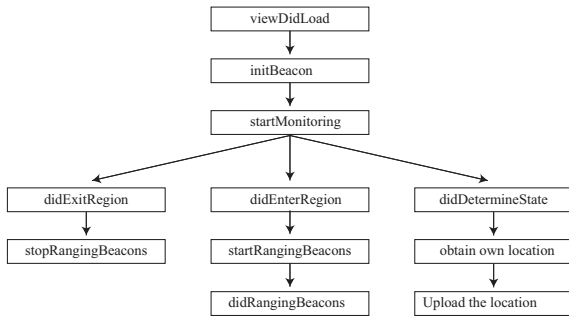 viewDidLoad
initBeacon
startMonitoring
didExitRegion
didEnterRegion
didDetermineState
stopRangingBeacons
startRangingBeacons
obtain own location
didRangingBeacons
Upload the location